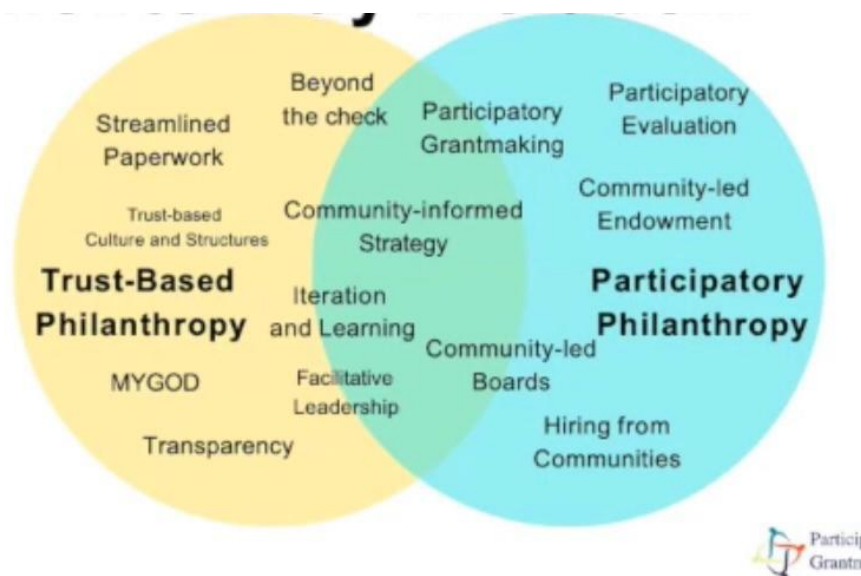 Beyond
the check
Streamlined
Paperwork
Trust-based
Culture and Structures
Trust-Based
Philanthropy
MYGOD
Transparency
Community-informed
Strategy
Iteration
and Learning
Facilitative
Leadership
Participatory
Grantmaking
Community-led
Boards
Participatory
Evaluation
Community-led
Endowment
Participatory
Philanthropy
Hiring from
Communities